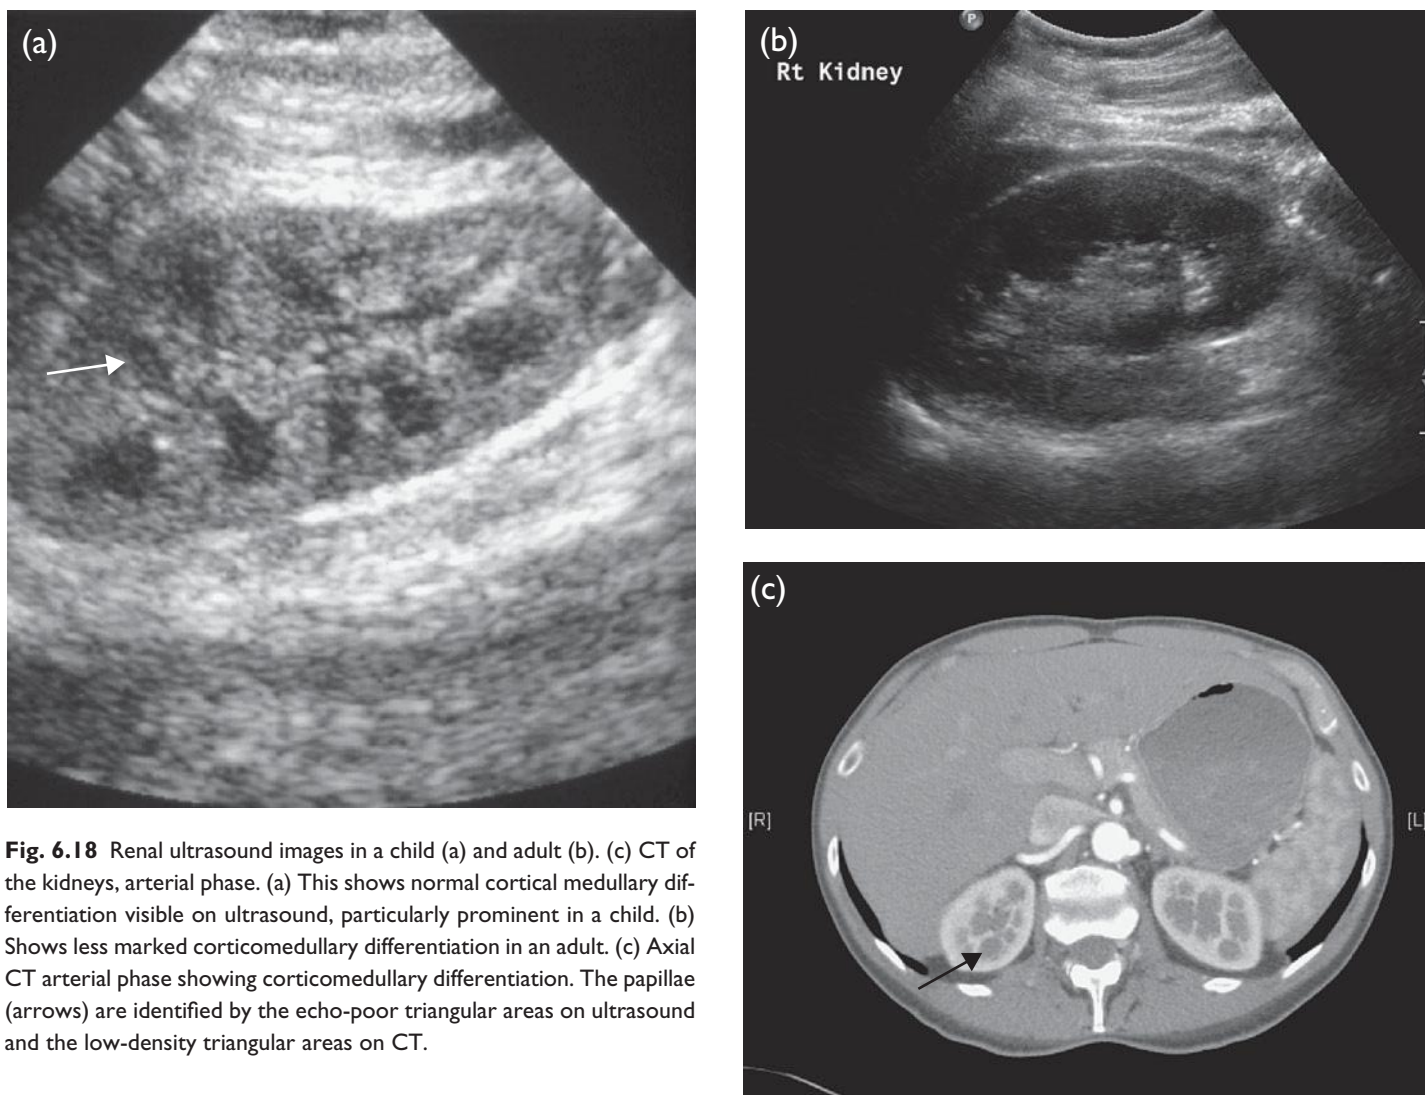 (a)
(b)
P
Rt Kidney
(c)
[R]
[L]
Fig. 6.18 Renal ultrasound images in a child (a) and adult (b). (c) CT of
the kidneys, arterial phase. (a) This shows normal cortical medullary dif-
ferentiation visible on ultrasound, particularly prominent in a child. (b)
Shows less marked corticomedullary differentiation in an adult. (c) Axial
CT arterial phase showing corticomedullary differentiation. The papillae
(arrows) are identified by the echo-poor triangular areas on ultrasound
and the low-density triangular areas on CT.